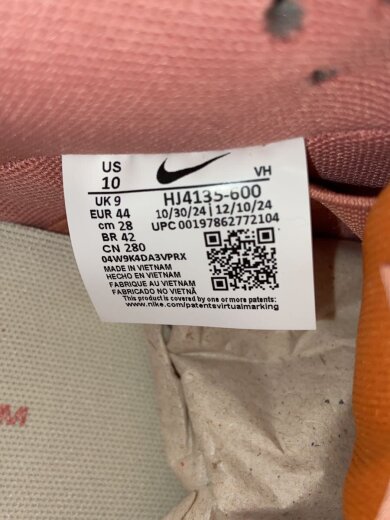 US
10
VH
UK 9
HJ4135-600
EUR 44
10/30/24 | 12/10/24
cm 28
UPC 00197862772104
BR 42
CN 280
04W9K4DA3VPRX
MADE IN VIETNAM
HECHO EN VIETNAM
FABRIQUE AU VIETNAM
FABRICADO NO VIETNÃ
This product is covered by one or more patents:
www.nike.com/patentsvirtualmarking